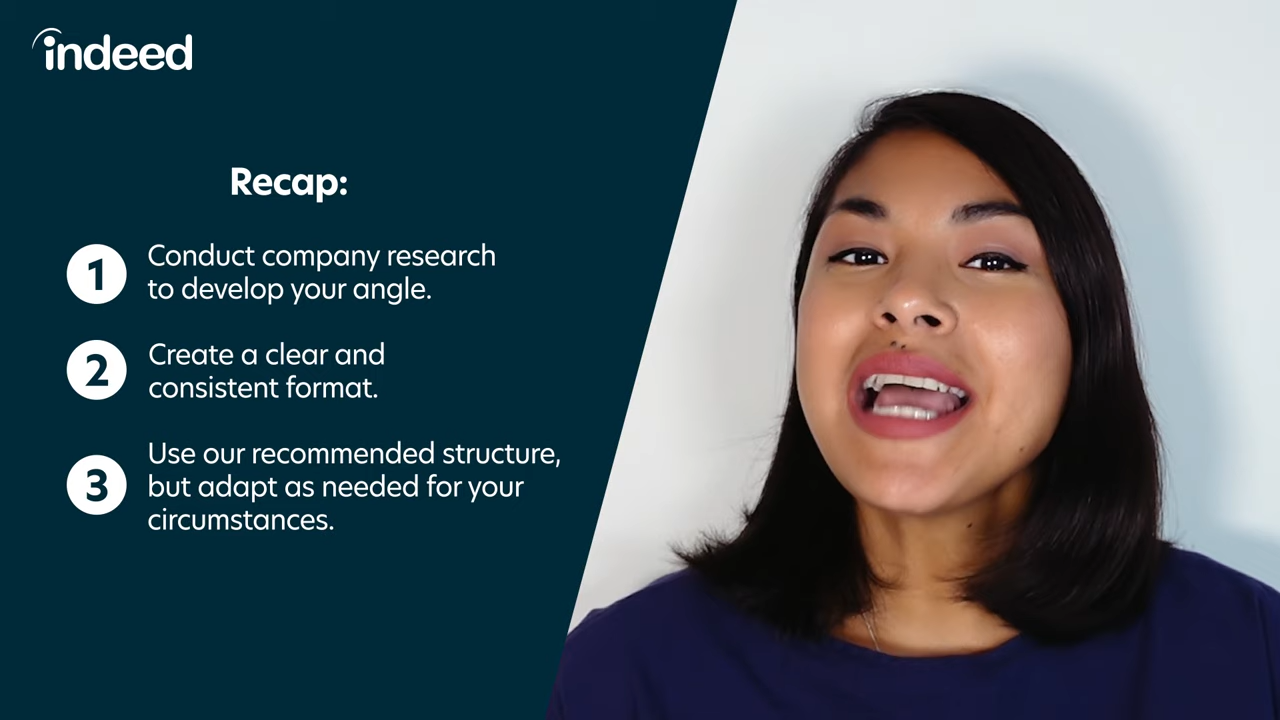 indeed
Recap:
1
Conduct company research
to develop your angle.
2
Create a clear and
consistent format.
3
Use our recommended structure,
but adapt as needed for your
circumstances.